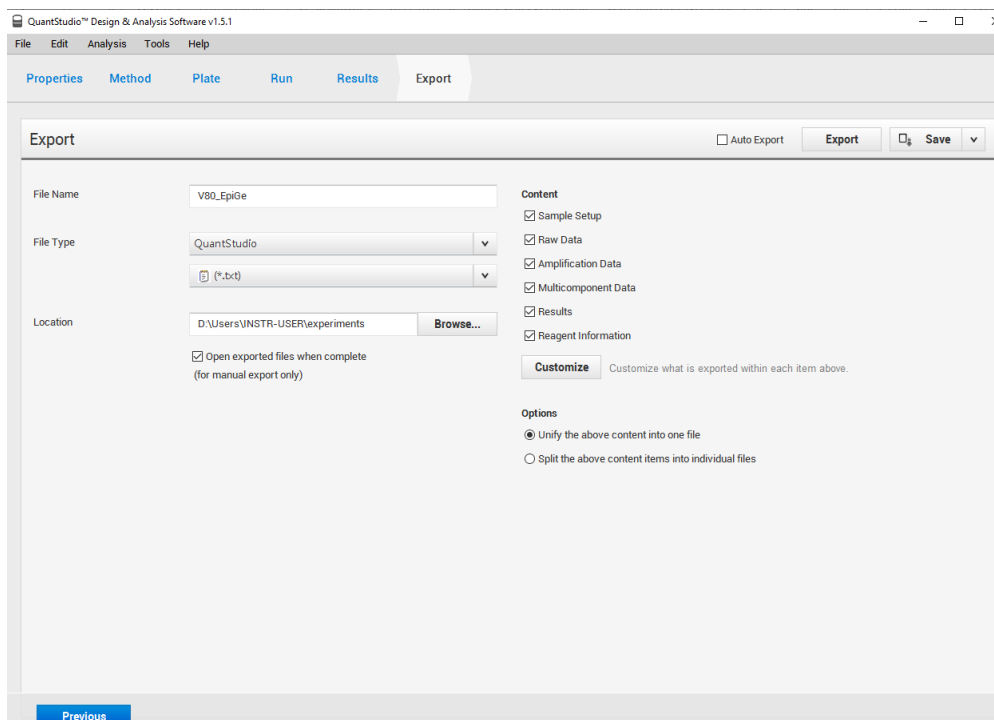 QuantStudio™ Design & Analysis Software v1.5.1
File Edit Analysis Tools Help
Properties Method Plate Run Results Export
Export
Auto Export Export Save
File Name V80_EpiGe
File Type QuantStudio
(*.txt)
Location D:\Users\INSTR-USER\experiments Browse...
Open exported files when complete
(for manual export only)
Content
Sample Setup
Raw Data
Amplification Data
Multicomponent Data
Results
Reagent Information
Customize Customize what is exported within each item above.
Options
Unify the above content into one file
Split the above content items into individual files
Previous